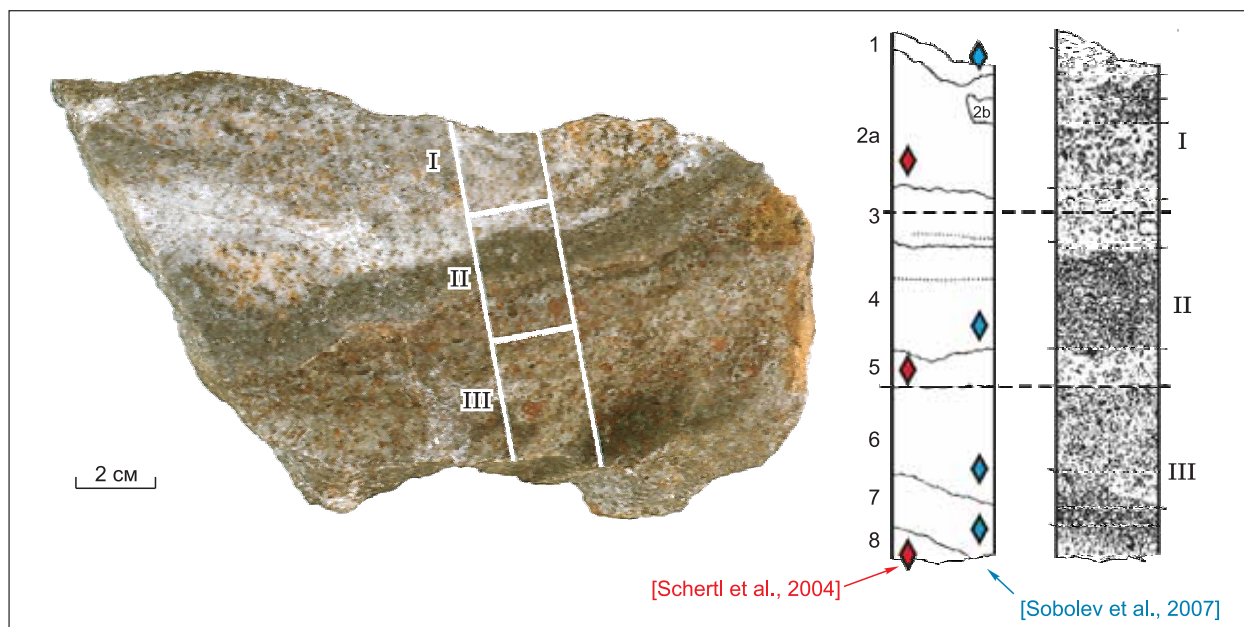 I
II
III
2 см
1
2a
2b
3
4
5
6
7
8
I
II
III
[Schertl et al., 2004]
[Sobolev et al., 2007]